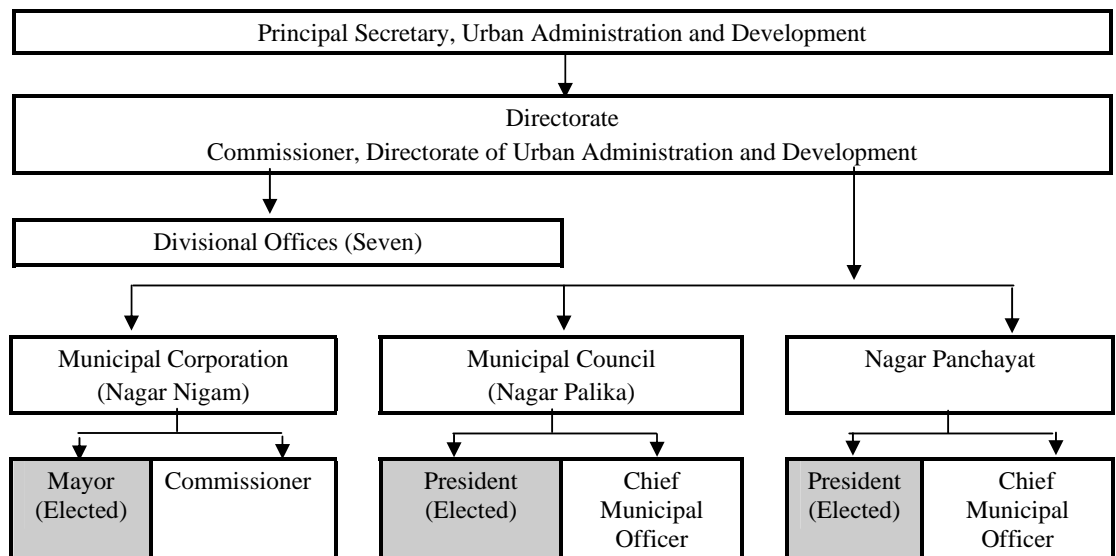 Principal Secretary, Urban Administration and Development
Directorate
Commissioner, Directorate of Urban Administration and Development
Divisional Offices (Seven)
Municipal Corporation
(Nagar Nigam)
Municipal Council
(Nagar Palika)
Nagar Panchayat
Mayor
(Elected)
Commissioner
President
(Elected)
Chief
Municipal
Officer
President
(Elected)
Chief
Municipal
Officer